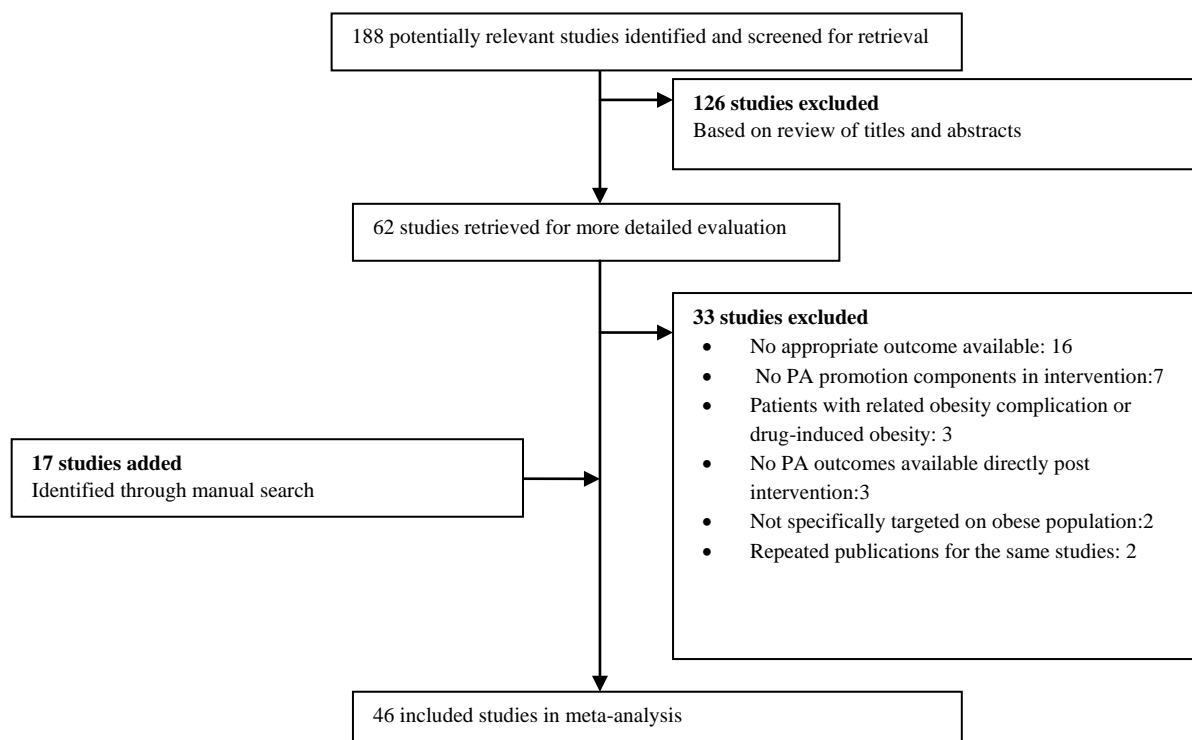 188 potentially relevant studies identified and screened for retrieval
126 studies excluded
Based on review of titles and abstracts
62 studies retrieved for more detailed evaluation
33 studies excluded
• No appropriate outcome available: 16
• No PA promotion components in intervention:7
• Patients with related obesity complication or
drug-induced obesity: 3
• No PA outcomes available directly post
intervention:3
• Not specifically targeted on obese population:2
• Repeated publications for the same studies: 2
17 studies added
Identified through manual search
46 included studies in meta-analysis